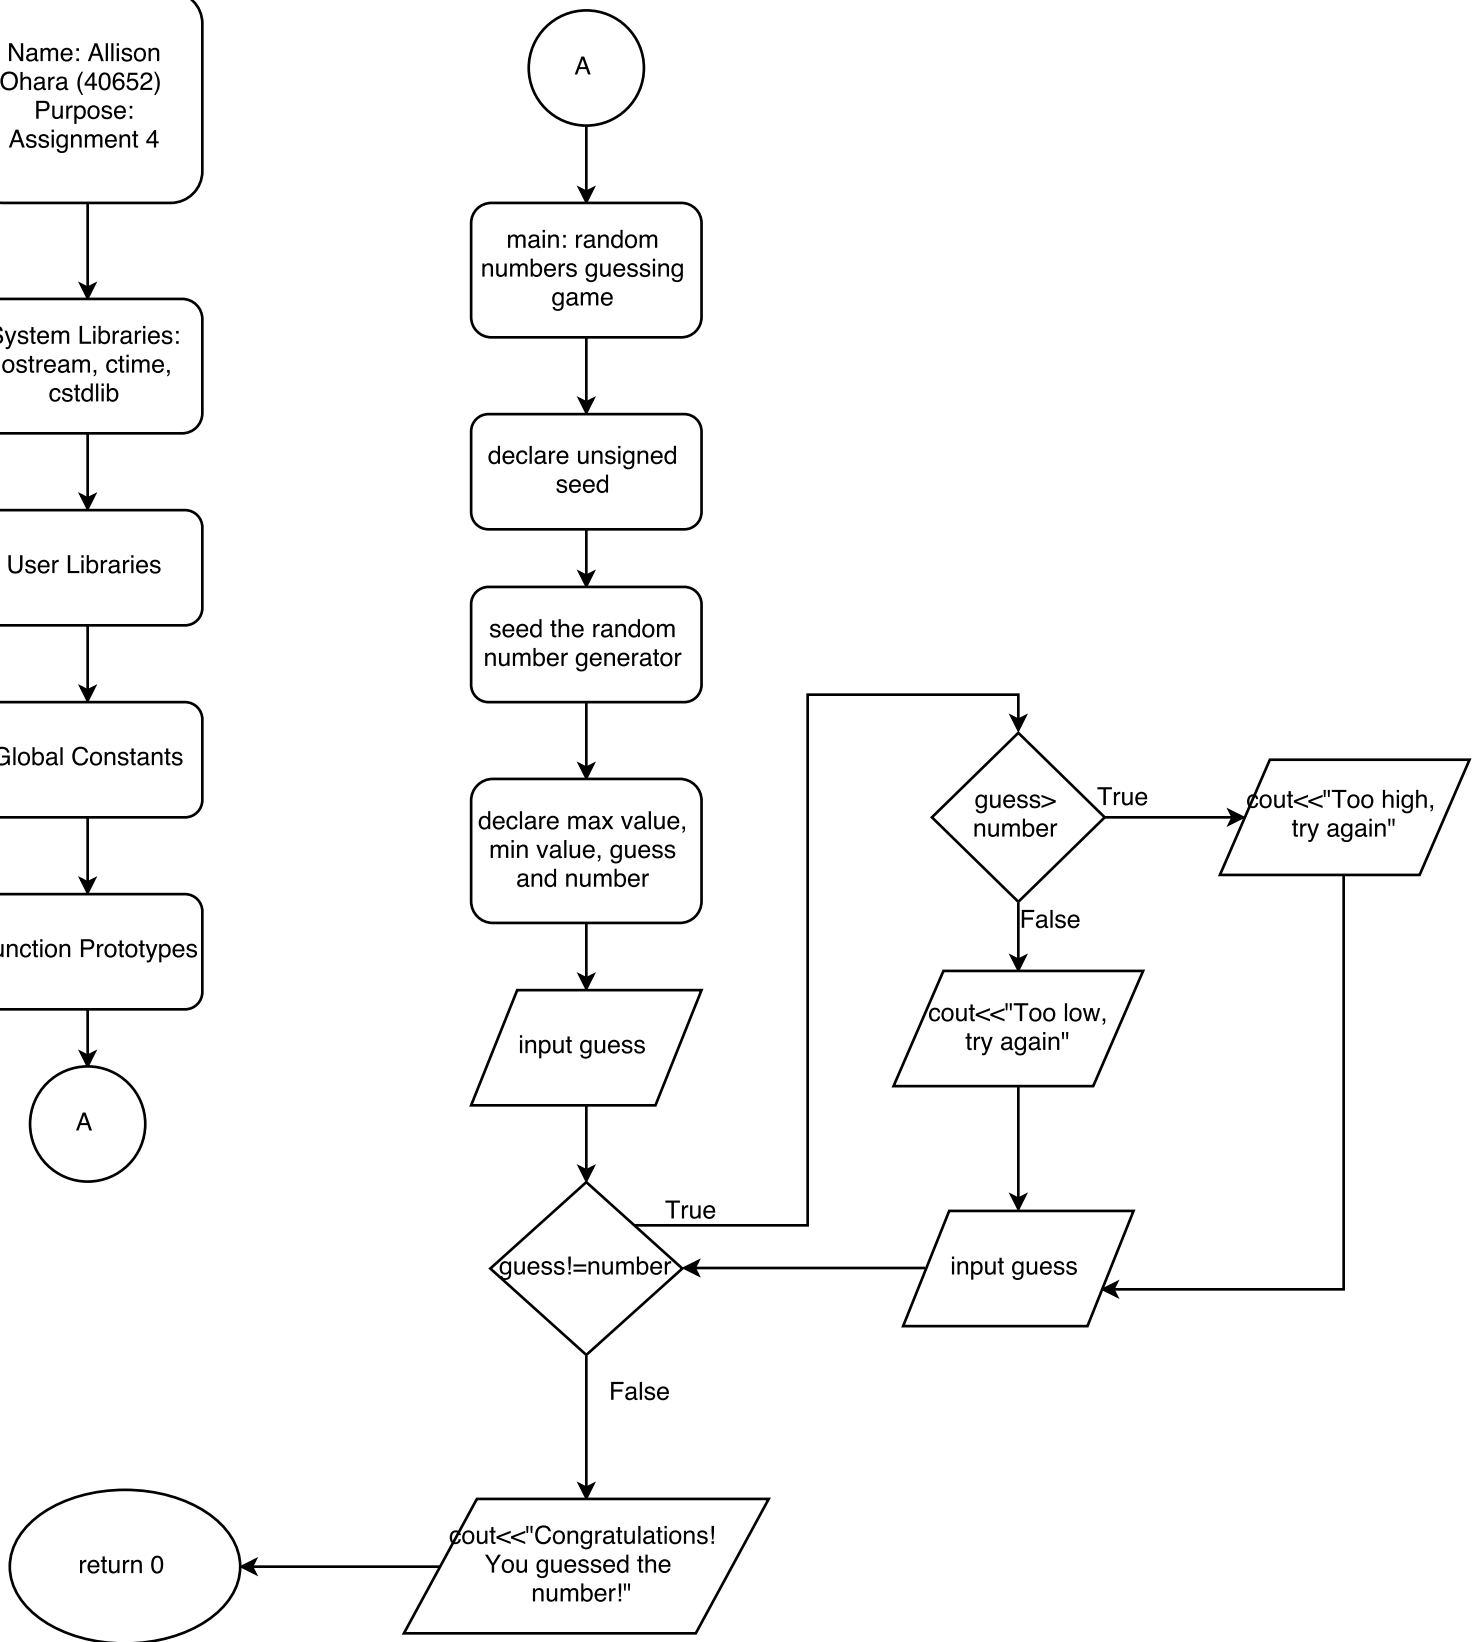 Name: Allison
Ohara (40652)
Purpose:
Assignment 4
System Libraries:
ostream, ctime,
cstdlib
User Libraries
Global Constants
unction Prototypes
A
A
main: random
numbers guessing
game
declare unsigned
seed
seed the random
number generator
declare max value,
min value, guess
and number
input guess
guess!=number
True
False
guess>
number
True
False
cout<<"Too high,
try again"
cout<<"Too low,
try again"
input guess
cout<<"Congratulations!
You guessed the
number!"
return 0